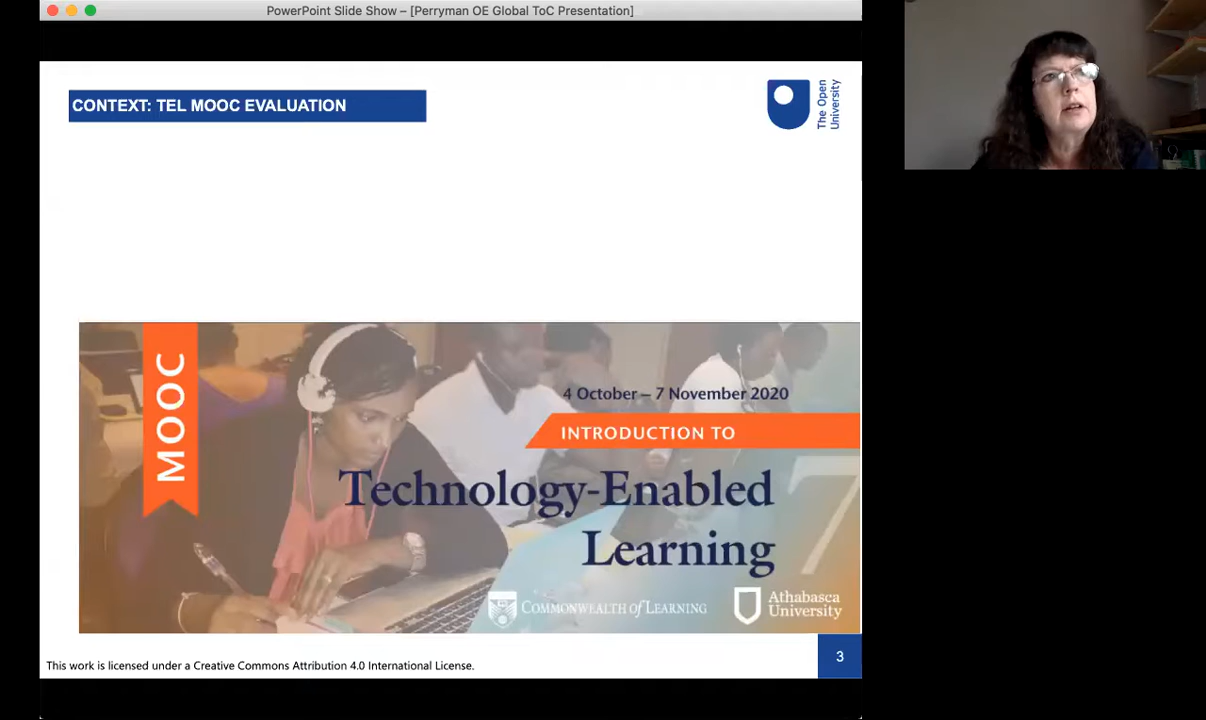 PowerPoint Slide Show – [Perryman OE Global ToC Presentation]
CONTEXT: TEL MOOC EVALUATION
The Open
University
MOOC
4 October – 7 November 2020
INTRODUCTION TO
Technology-Enabled
Learning
COMMONWEALTH of LEARNING
Athabasca
University
This work is licensed under a Creative Commons Attribution 4.0 International License.
3